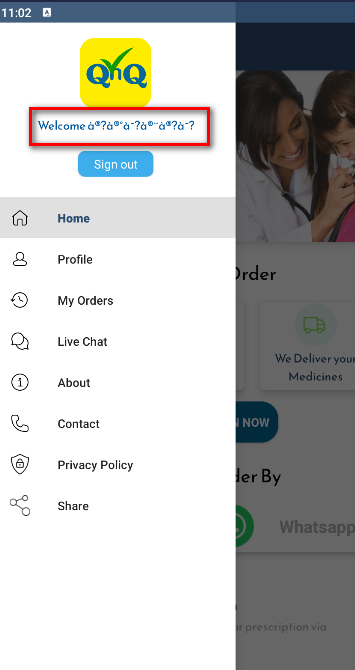 11:02 A
QnQ
Welcome à®?à®°à¯?à®¨à®?à¯?
Sign out
Home
Profile
My Orders
Live Chat
About
Contact
Privacy Policy
Share
Order
We Deliver your
Medicines
N NOW
der By
Whatsapp
ur prescription via